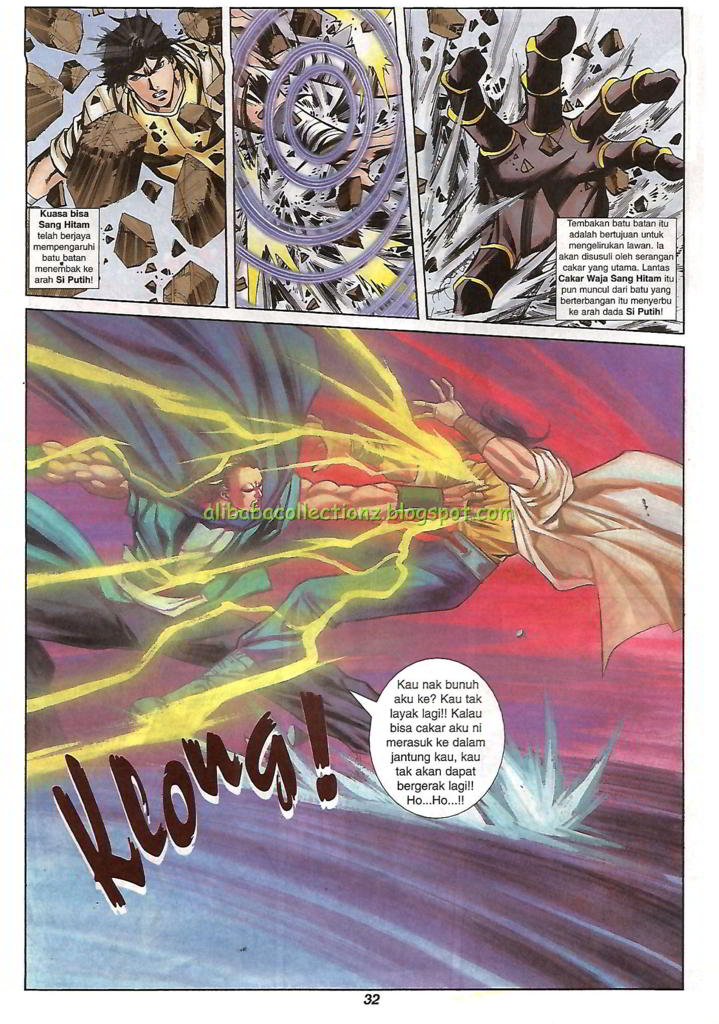 Kuasa bisa
Sang Hitam
telah berjaya
mempengaruhi
batu batan
menembak ke
arah Si Putih!
Tembakan batu batan itu
adalah bertujuan untuk
mengelirukan lawan. Ia
akan disusuli oleh serangan
cakar yang utama. Lantas
Cakar Waja Sang Hitam itu
pun muncul dari batu yang
berterbangan itu menyerbu
ke arah dada Si Putih!
alibabacollectionz.blogspot.com
Kau nak bunuh
aku ke? Kau tak
layak lagi!! Kalau
bisa cakar aku ni
merasuk ke dalam
jantung kau, kau
tak akan dapat
bergerak lagi!!
Ho...Ho...!!
Klong!
32